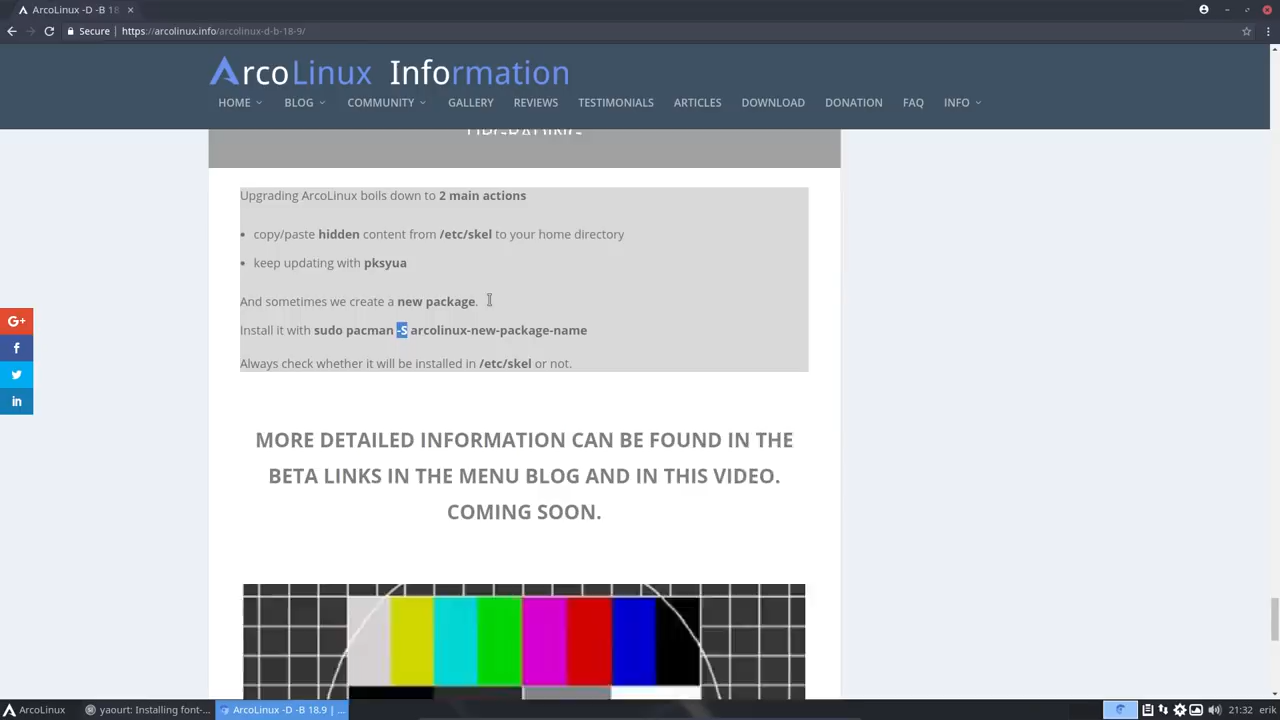 ArcoLinux -D -B 18
Secure
https://arcolinux.info/arcolinux-d-b-18-9/
ArcoLinux Information
HOME
BLOG
COMMUNITY
GALLERY
REVIEWS
TESTIMONIALS
ARTICLES
DOWNLOAD
DONATION
FAQ
INFO
Upgrading ArcoLinux boils down to 2 main actions
• copy/paste hidden content from /etc/skel to your home directory
• keep updating with pksyua
And sometimes we create a new package.
Install it with sudo pacman -S arcolinux-new-package-name
Always check whether it will be installed in /etc/skel or not.
G+
f
in
MORE DETAILED INFORMATION CAN BE FOUND IN THE
BETA LINKS IN THE MENU BLOG AND IN THIS VIDEO.
COMING SOON.
ArcoLinux
yaourt: Installing font-...
ArcoLinux -D -B 18.9 | ...
21:32
erik